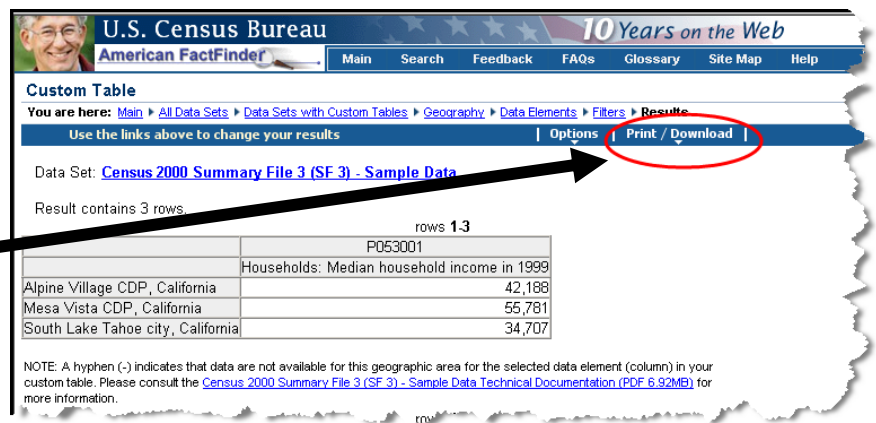 U.S. Census Bureau
10 Years on the Web
American FactFinder
Main Search Feedback FAQs Glossary Site Map Help
Custom Table
You are here: Main ▸ All Data Sets ▸ Data Sets with Custom Tables ▸ Geography ▸ Data Elements ▸ Filters ▸ Results
Use the links above to change your results | Options | Print / Download |
Data Set: Census 2000 Summary File 3 (SF 3) - Sample Data
Result contains 3 rows.
rows 1-3
P053001
Households: Median household income in 1999
Alpine Village CDP, California 42,188
Mesa Vista CDP, California 55,781
South Lake Tahoe city, California 34,707
NOTE: A hyphen (-) indicates that data are not available for this geographic area for the selected data element (column) in your
custom table. Please consult the Census 2000 Summary File 3 (SF 3) - Sample Data Technical Documentation (PDF 6.92MB) for
more information.